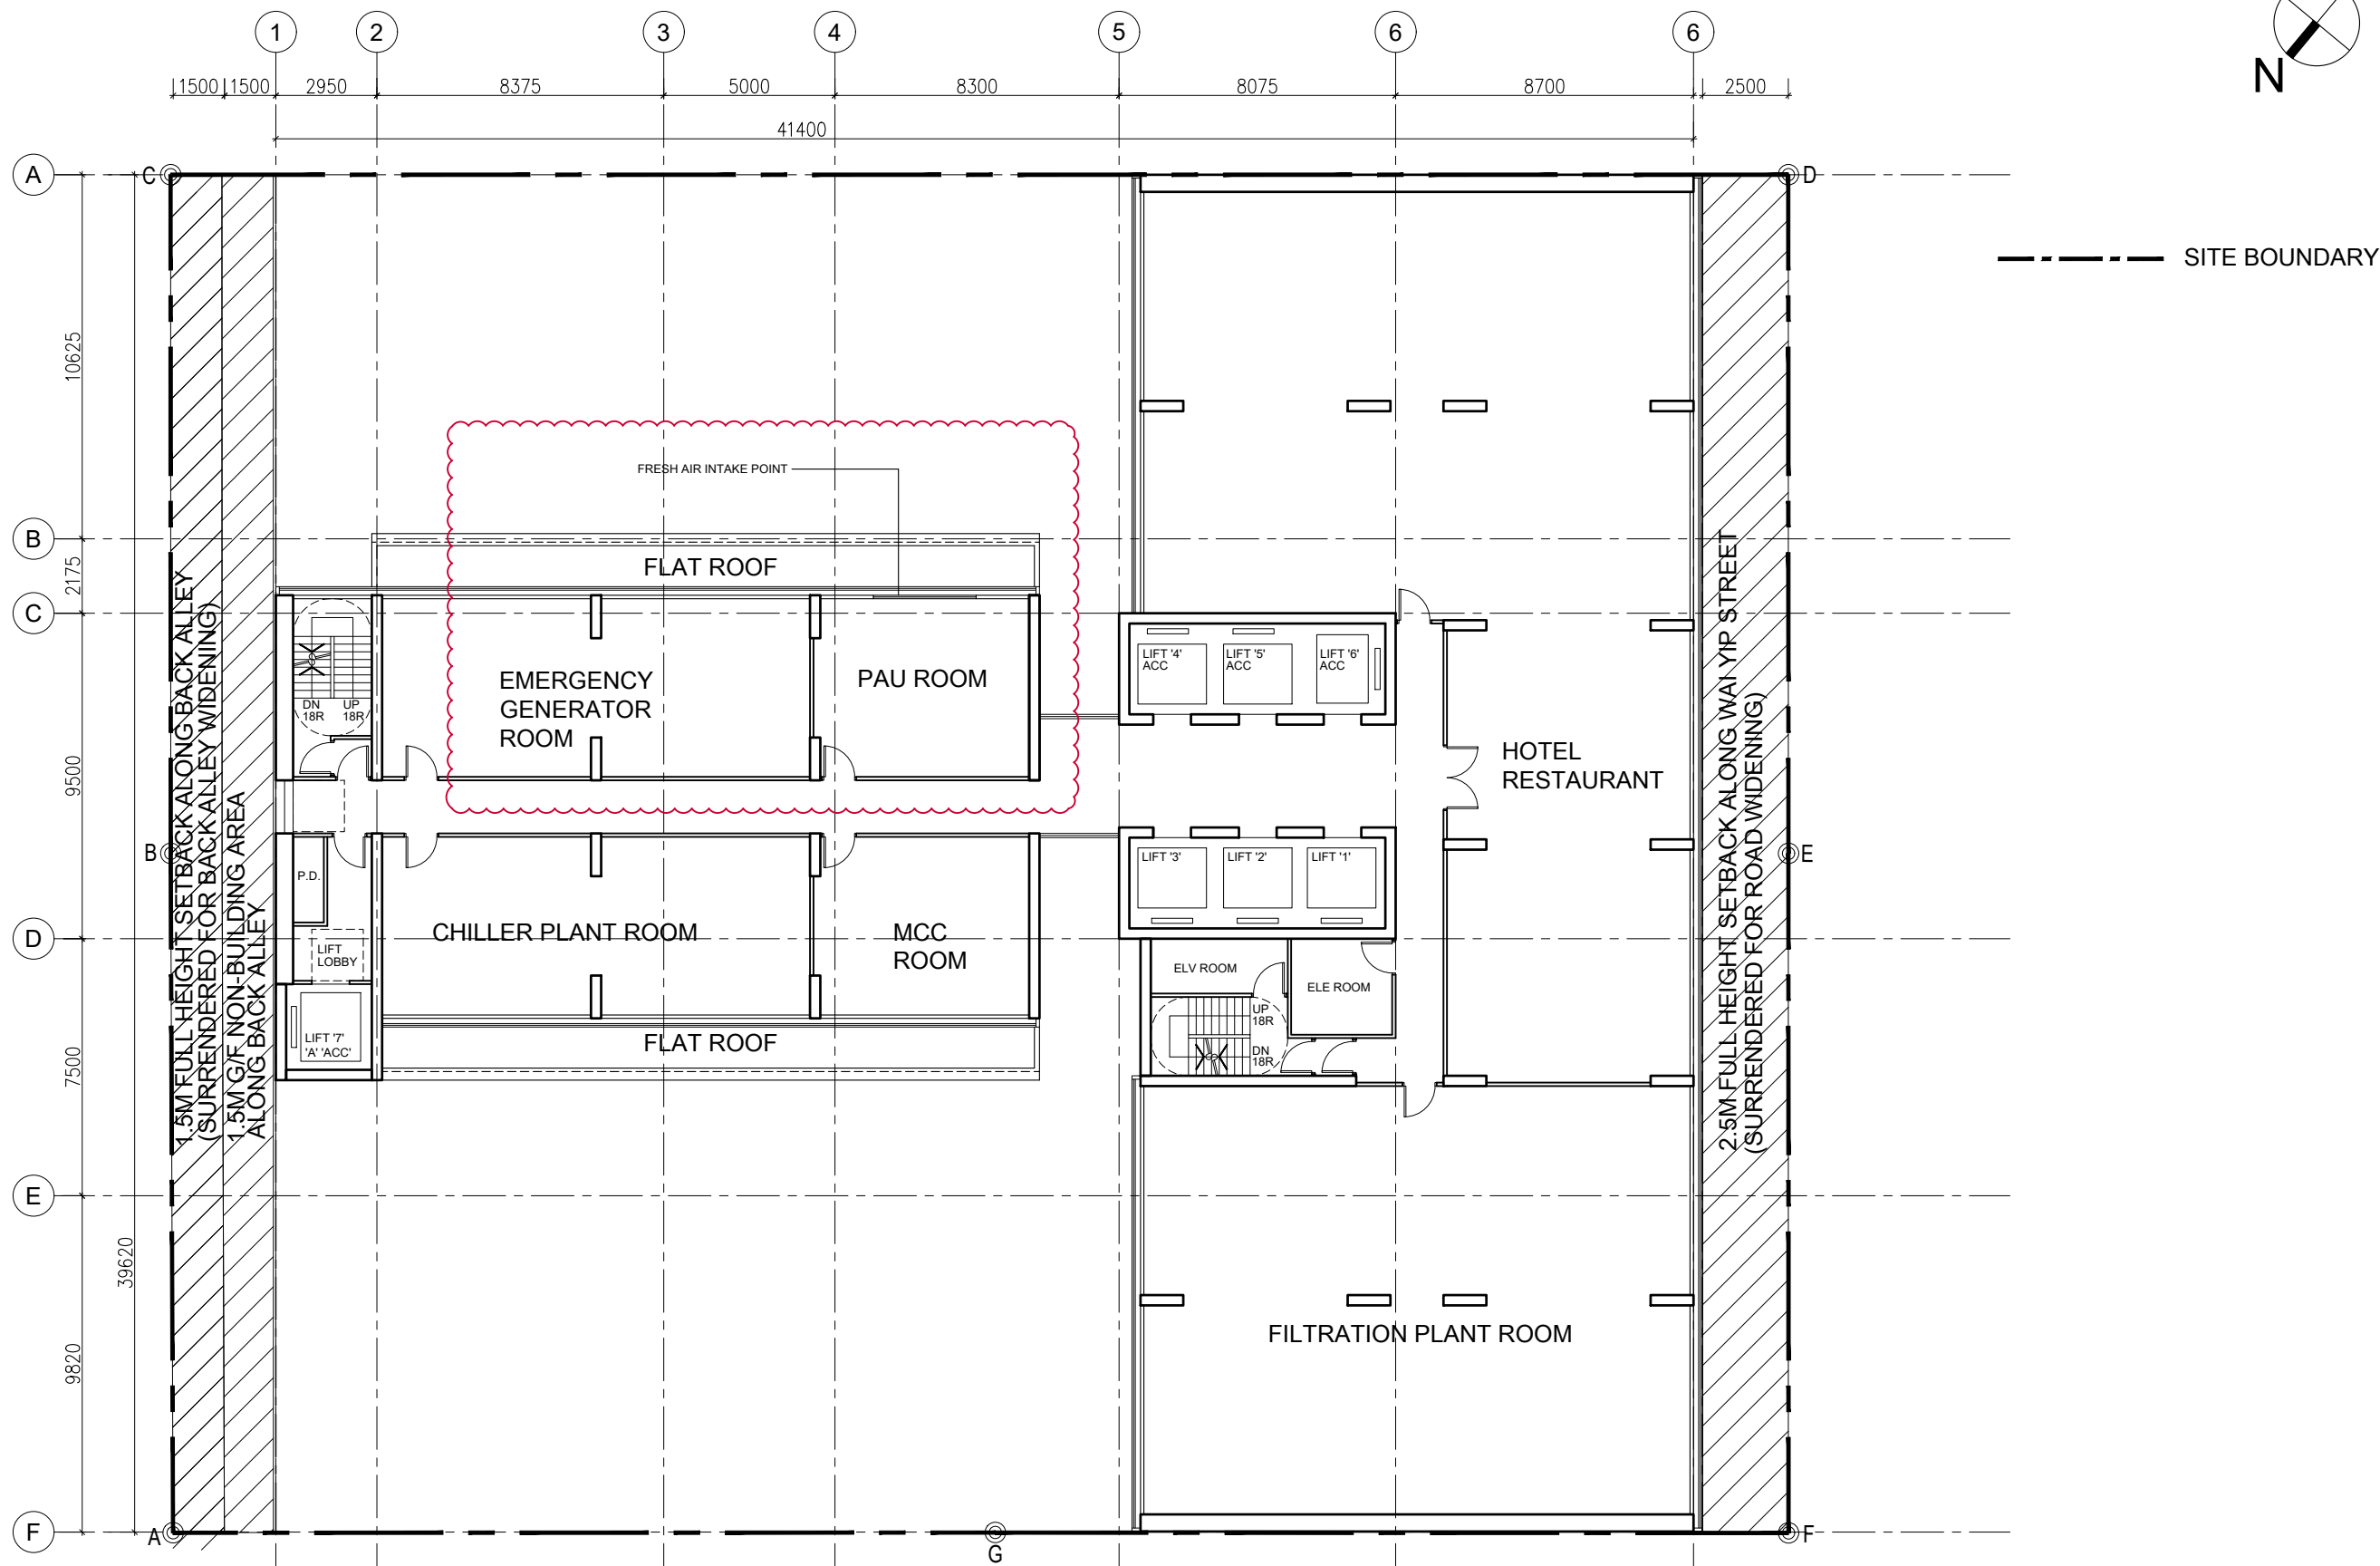 1
2
3
4
5
6
6
N
1500
1500
2950
8375
5000
8300
8075
8700
2500
41400
A
C
D
SITE BOUNDARY
10625
FRESH AIR INTAKE POINT
B
2175
FLAT ROOF
C
9500
EMERGENCY
GENERATOR
ROOM
PAU ROOM
DN
18R
UP
18R
LIFT '4'
ACC
LIFT '5'
ACC
LIFT '6'
ACC
HOTEL
RESTAURANT
1.5M FULL HEIGHT SETBACK ALONG BACK ALLEY
(SURRENDERED FOR BACK ALLEY WIDENING)
1.5M G/F NON-BUILDING AREA
ALONG BACK ALLEY
2.5M FULL HEIGHT SETBACK ALONG WAI YIP STREET
(SURRENDERED FOR ROAD WIDENING)
B
E
P.D.
LIFT '3'
LIFT '2'
LIFT '1'
D
CHILLER PLANT ROOM
MCC
ROOM
LIFT
LOBBY
ELV ROOM
ELE ROOM
UP
18R
DN
18R
LIFT '7'
'A' 'ACC'
FLAT ROOF
7500
E
39620
9820
FILTRATION PLANT ROOM
F
A
G
F